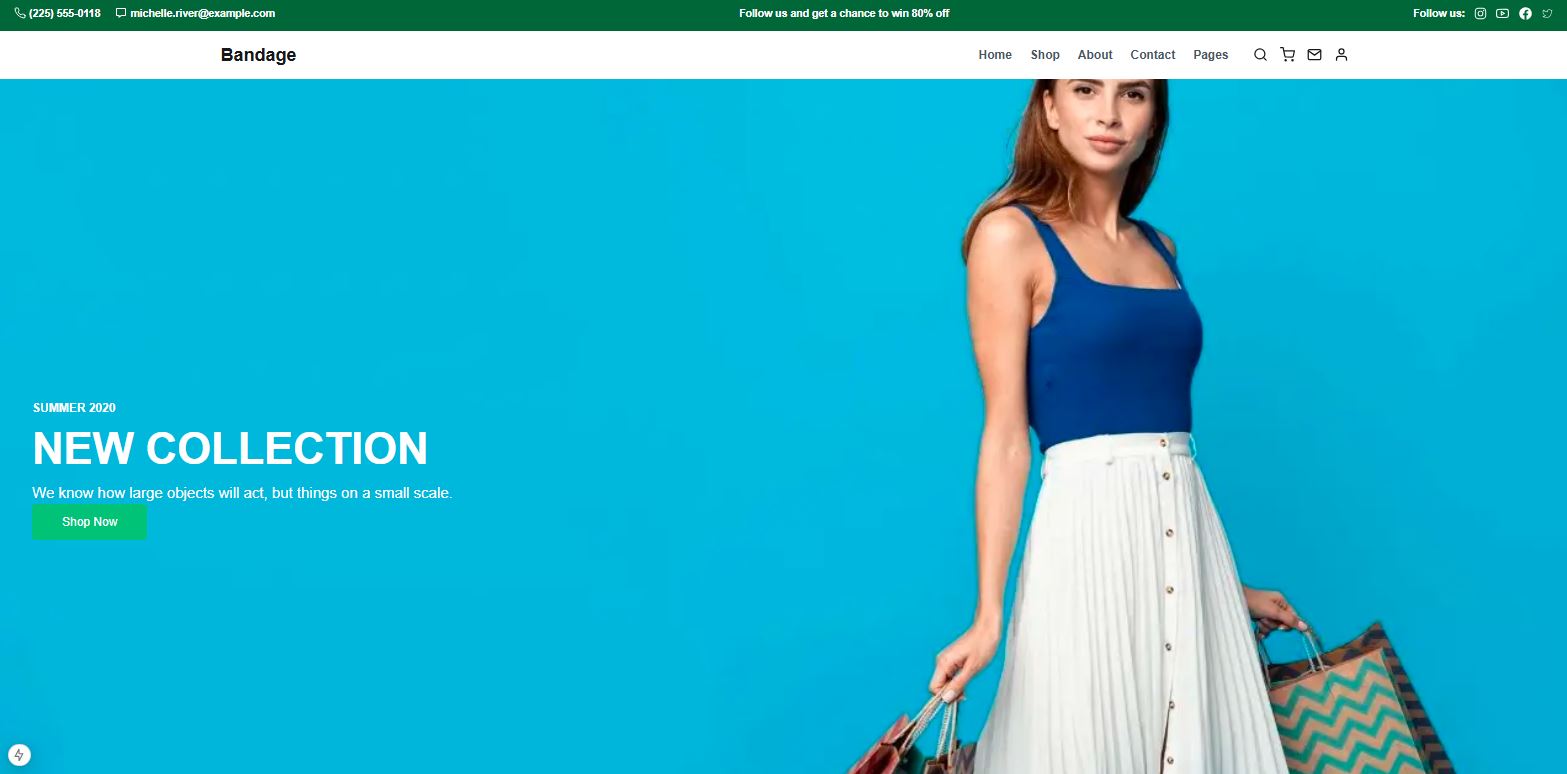 (225) 555-0118 michelle.river@example.com Follow us and get a chance to win 80% off Follow us:
Bandage Home Shop About Contact Pages
SUMMER 2020
NEW COLLECTION
We know how large objects will act, but things on a small scale.
Shop Now